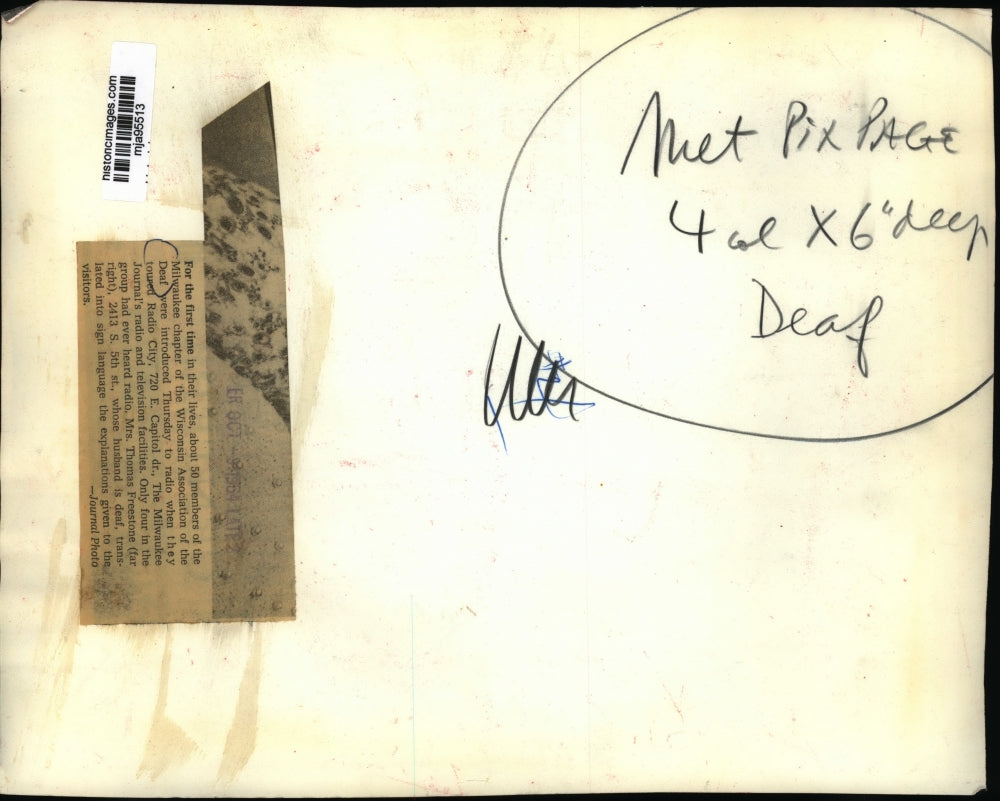 historicimages.com
mja95513
Met PiX PAGE
4 col X 6" deep
Deaf
For the first time in their lives, about 50 members of the
Milwaukee chapter of the Wisconsin Association of the
Deaf were introduced Thursday to radio when they
toured Radio City, 720 E. Capitol dr., The Milwaukee
Journal's radio and television facilities. Only four in the
group had ever heard radio. Mrs. Thomas Freestone (far
right), 2413 S. 5th st., whose husband is deaf, trans-
lated into sign language the explanations given to the
visitors.
—Journal Photo